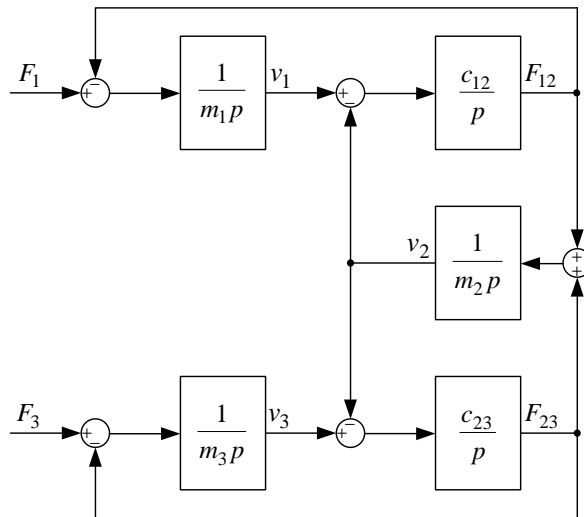 F₁ − + 1 / m₁p v₁ + − c₁₂ / p F₁₂
v₂ 1 / m₂p + +
F₃ + − 1 / m₃p v₃ + − c₂₃ / p F₂₃